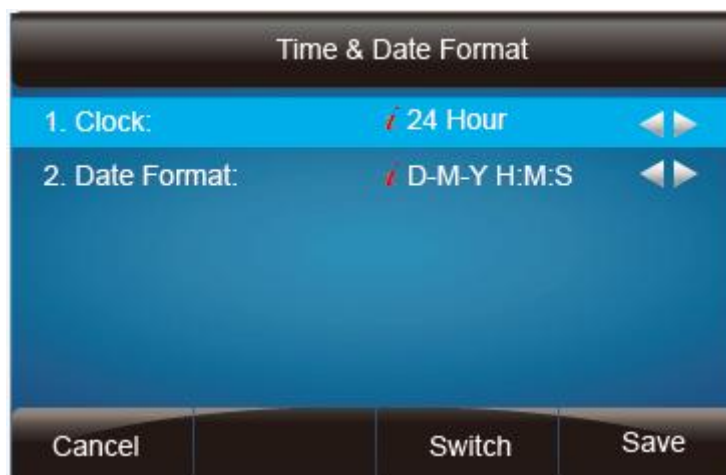 Time & Date Format
1. Clock: i 24 Hour
2. Date Format: i D-M-Y H:M:S
Cancel Switch Save